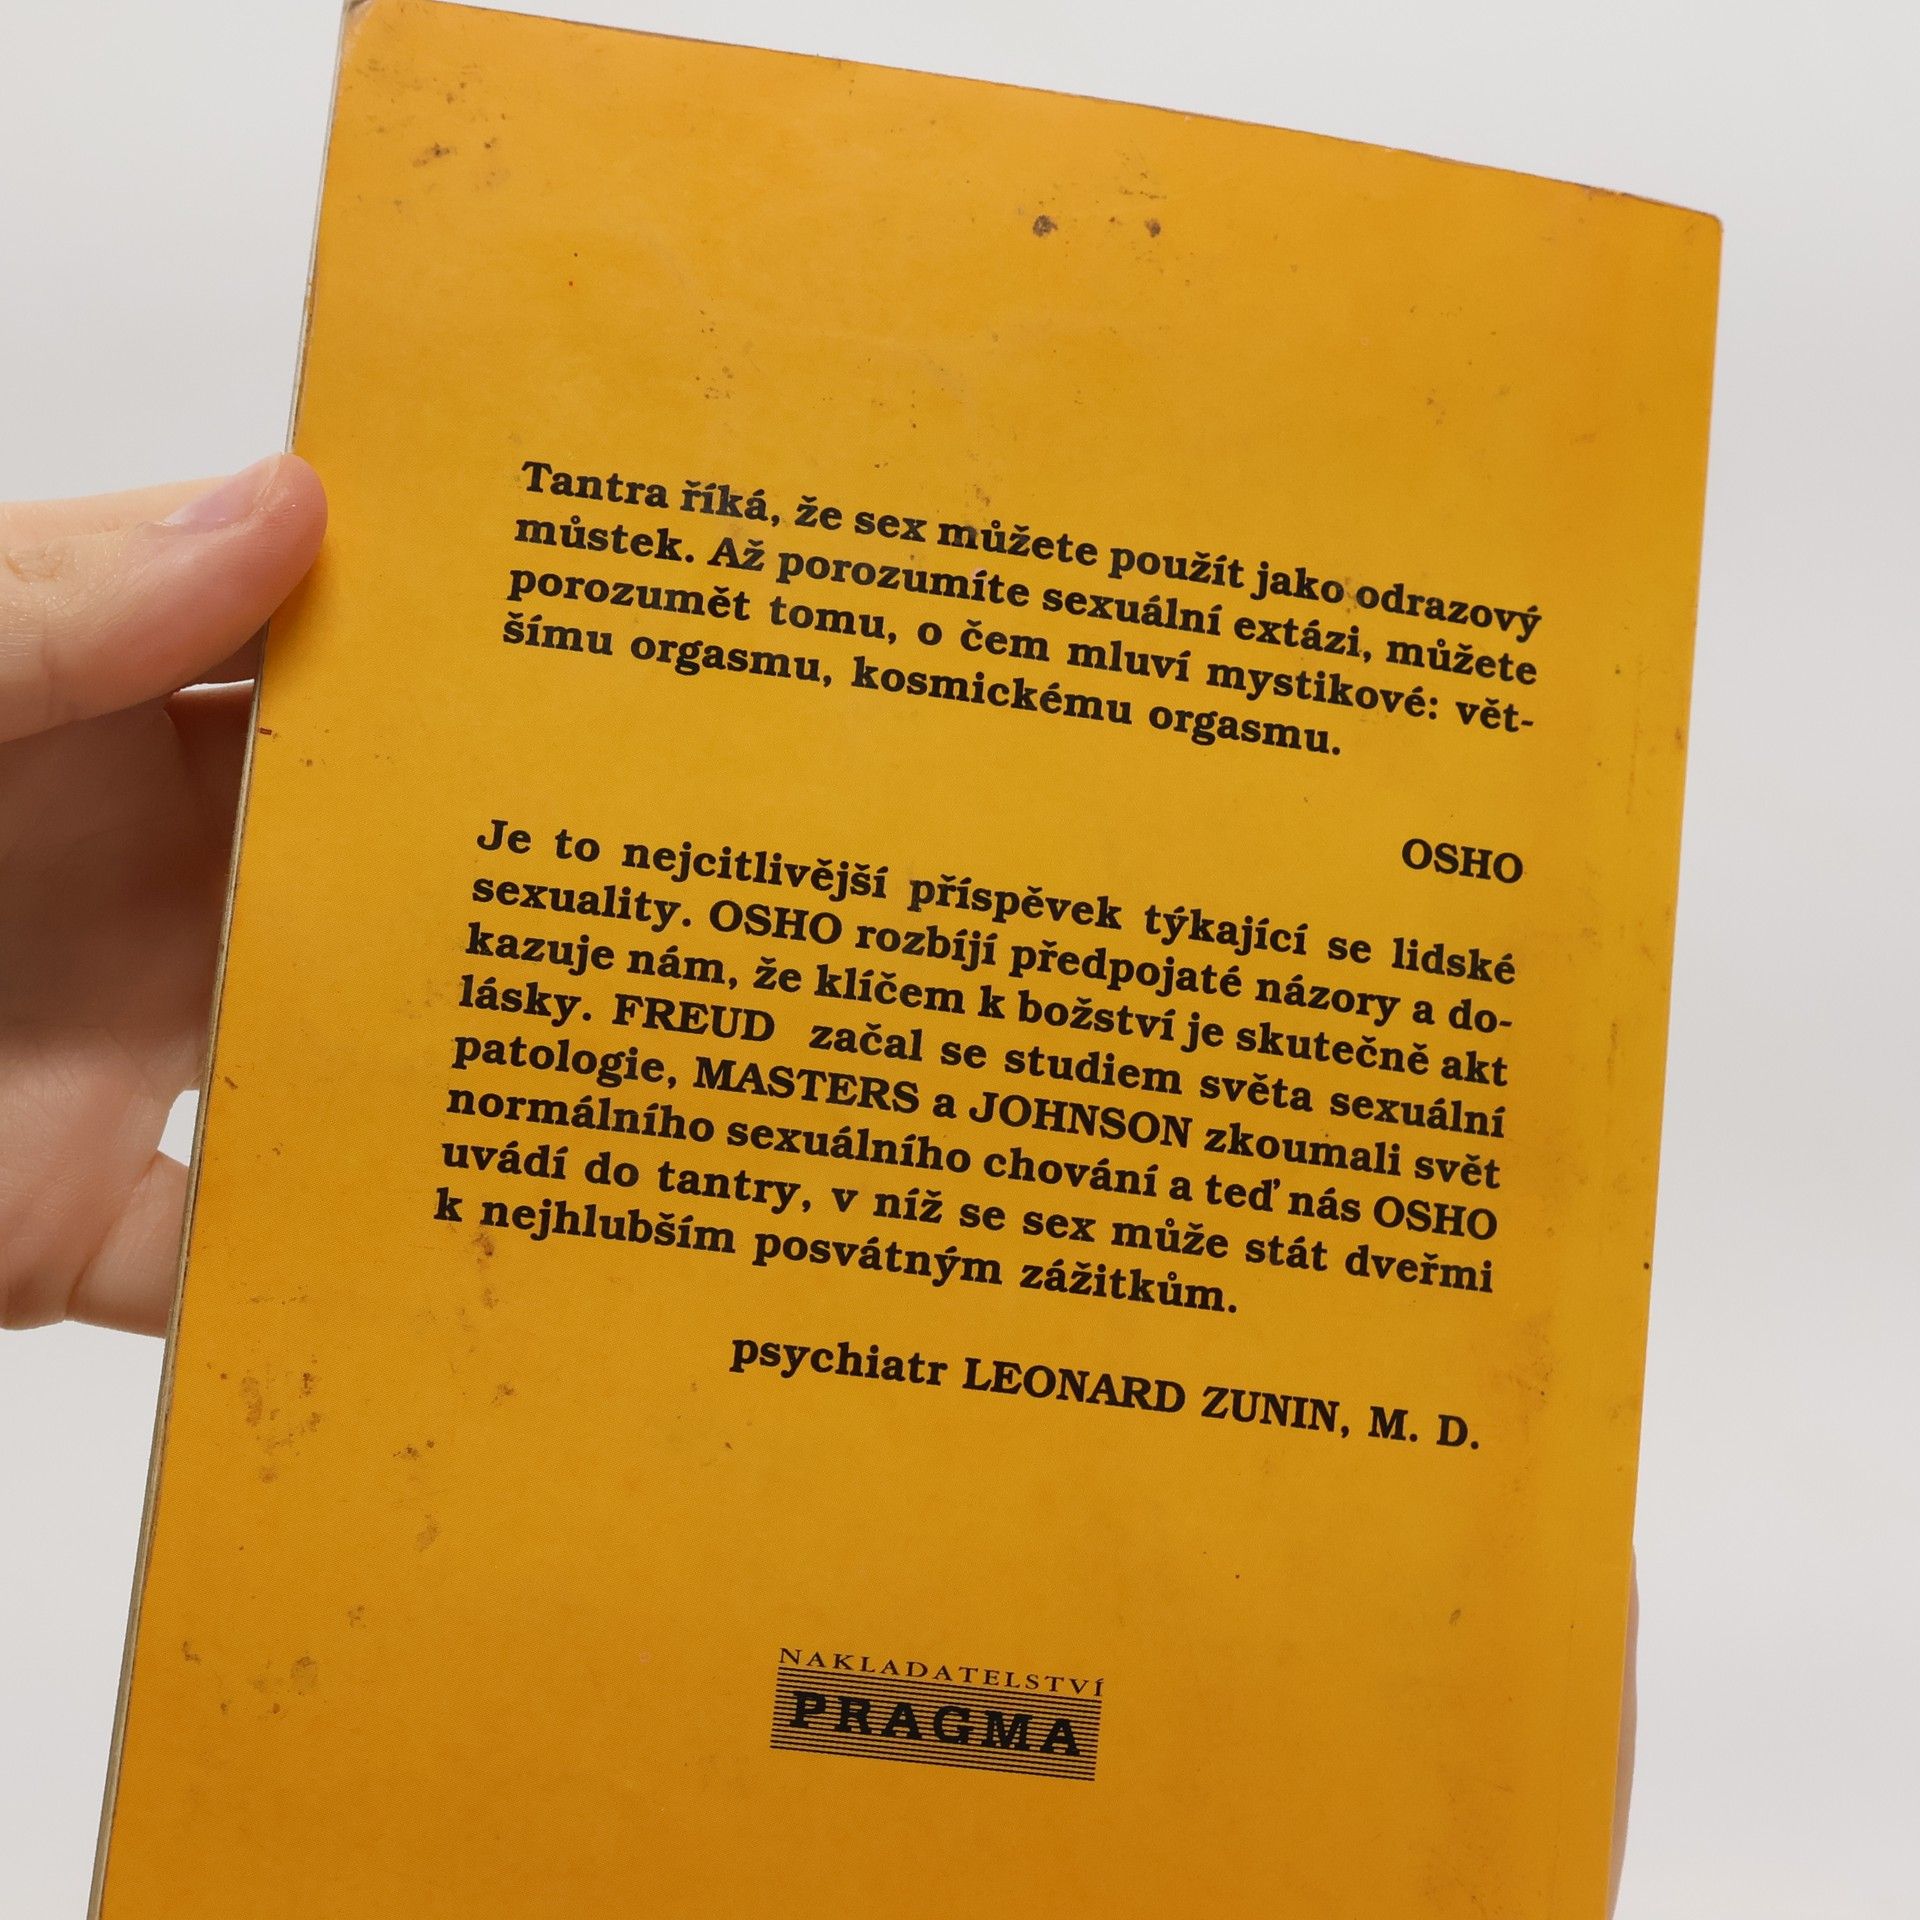 Tantra říká, že sex můžete použít jako odrazový
můstek. Až porozumíte sexuální extázi, můžete
porozumět tomu, o čem mluví mystikové: vět-
šímu orgasmu, kosmickému orgasmu.
OSHO
Je to nejcitlivější příspěvek týkající se lidské
sexuality. OSHO rozbíjí předpojaté názory a do-
kazuje nám, že klíčem k božství je skutečně akt
lásky. FREUD začal se studiem světa sexuální
patologie, MASTERS a JOHNSON zkoumali svět
normálního sexuálního chování a teď nás OSHO
uvádí do tantry, v níž se sex může stát dveřmi
k nejhlubším posvátným zážitkům.
psychiatr LEONARD ZUNIN, M. D.
NAKLADATELSTVÍ
PRAGMA